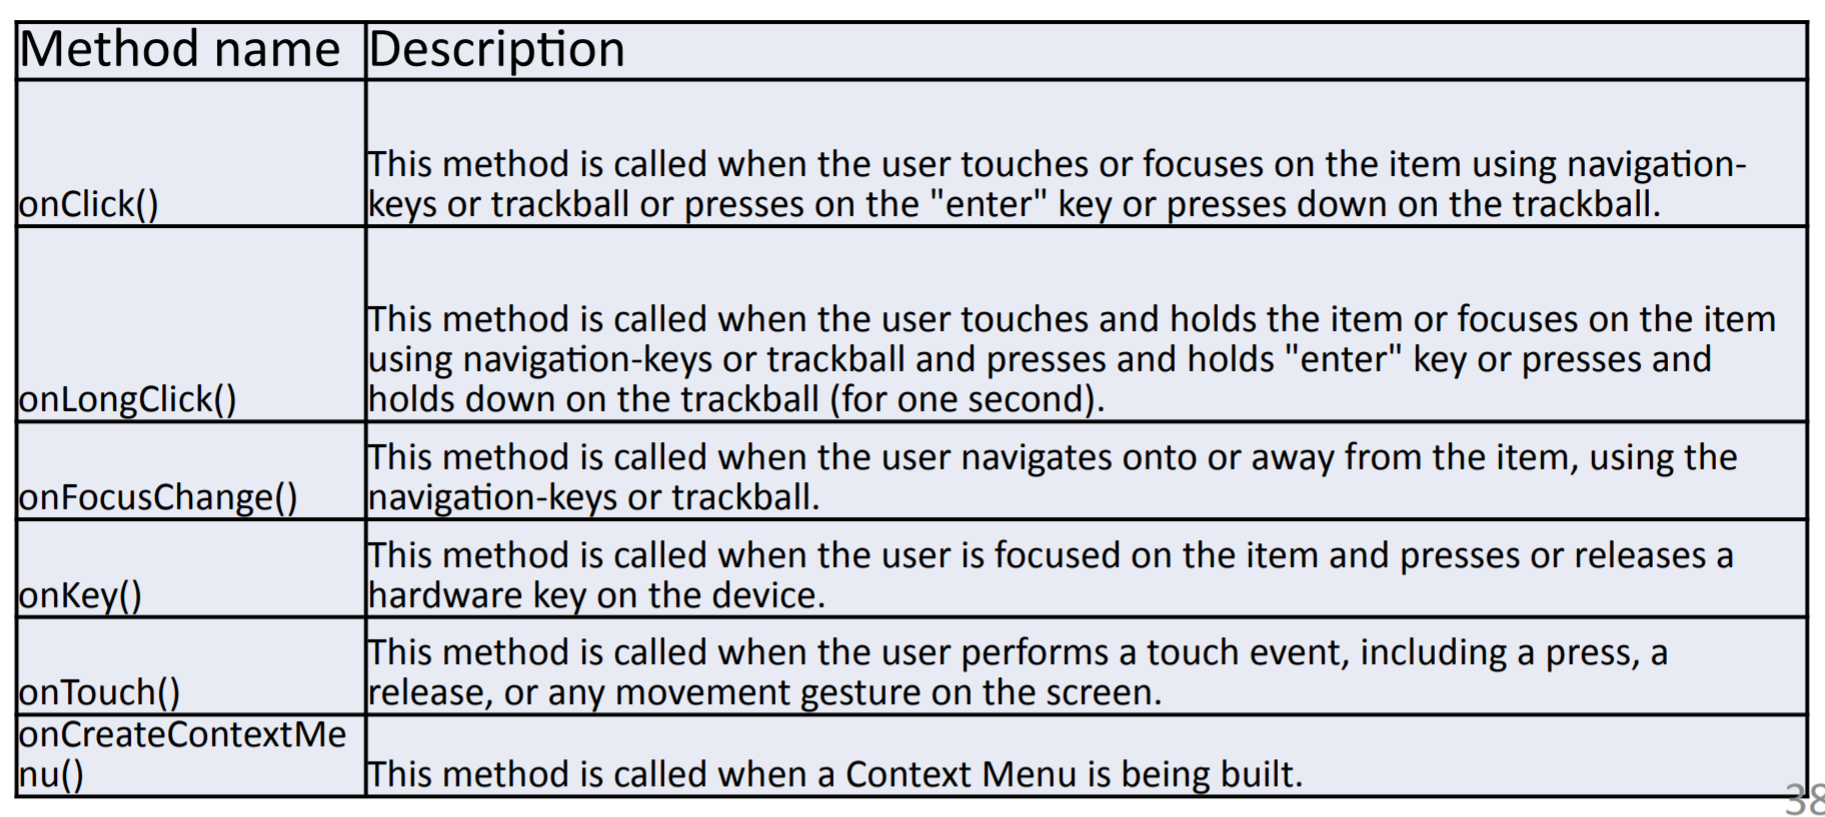 Method name Description
This method is called when the user touches or focuses on the item using navigation-
onClick() keys or trackball or presses on the "enter" key or presses down on the trackball.
This method is called when the user touches and holds the item or focuses on the item
using navigation-keys or trackball and presses and holds "enter" key or presses and
onLongClick() holds down on the trackball (for one second).
This method is called when the user navigates onto or away from the item, using the
onFocusChange() navigation-keys or trackball.
This method is called when the user is focused on the item and presses or releases a
onKey() hardware key on the device.
This method is called when the user performs a touch event, including a press, a
onTouch() release, or any movement gesture on the screen.
onCreateContextMe
nu() This method is called when a Context Menu is being built.
38